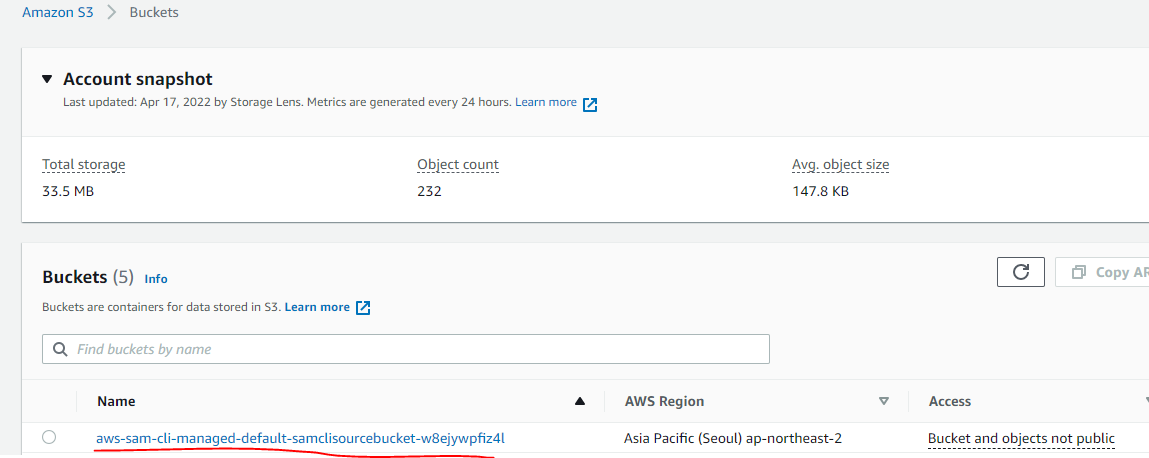 Amazon S3 > Buckets
Account snapshot
Last updated: Apr 17, 2022 by Storage Lens. Metrics are generated every 24 hours. Learn more
Total storage Object count Avg. object size
33.5 MB 232 147.8 KB
Buckets (5) Info
Copy AR
Buckets are containers for data stored in S3. Learn more
Find buckets by name
Name AWS Region Access
aws-sam-cli-managed-default-samclisourcebucket-w8ejywpfiz4l Asia Pacific (Seoul) ap-northeast-2 Bucket and objects not public